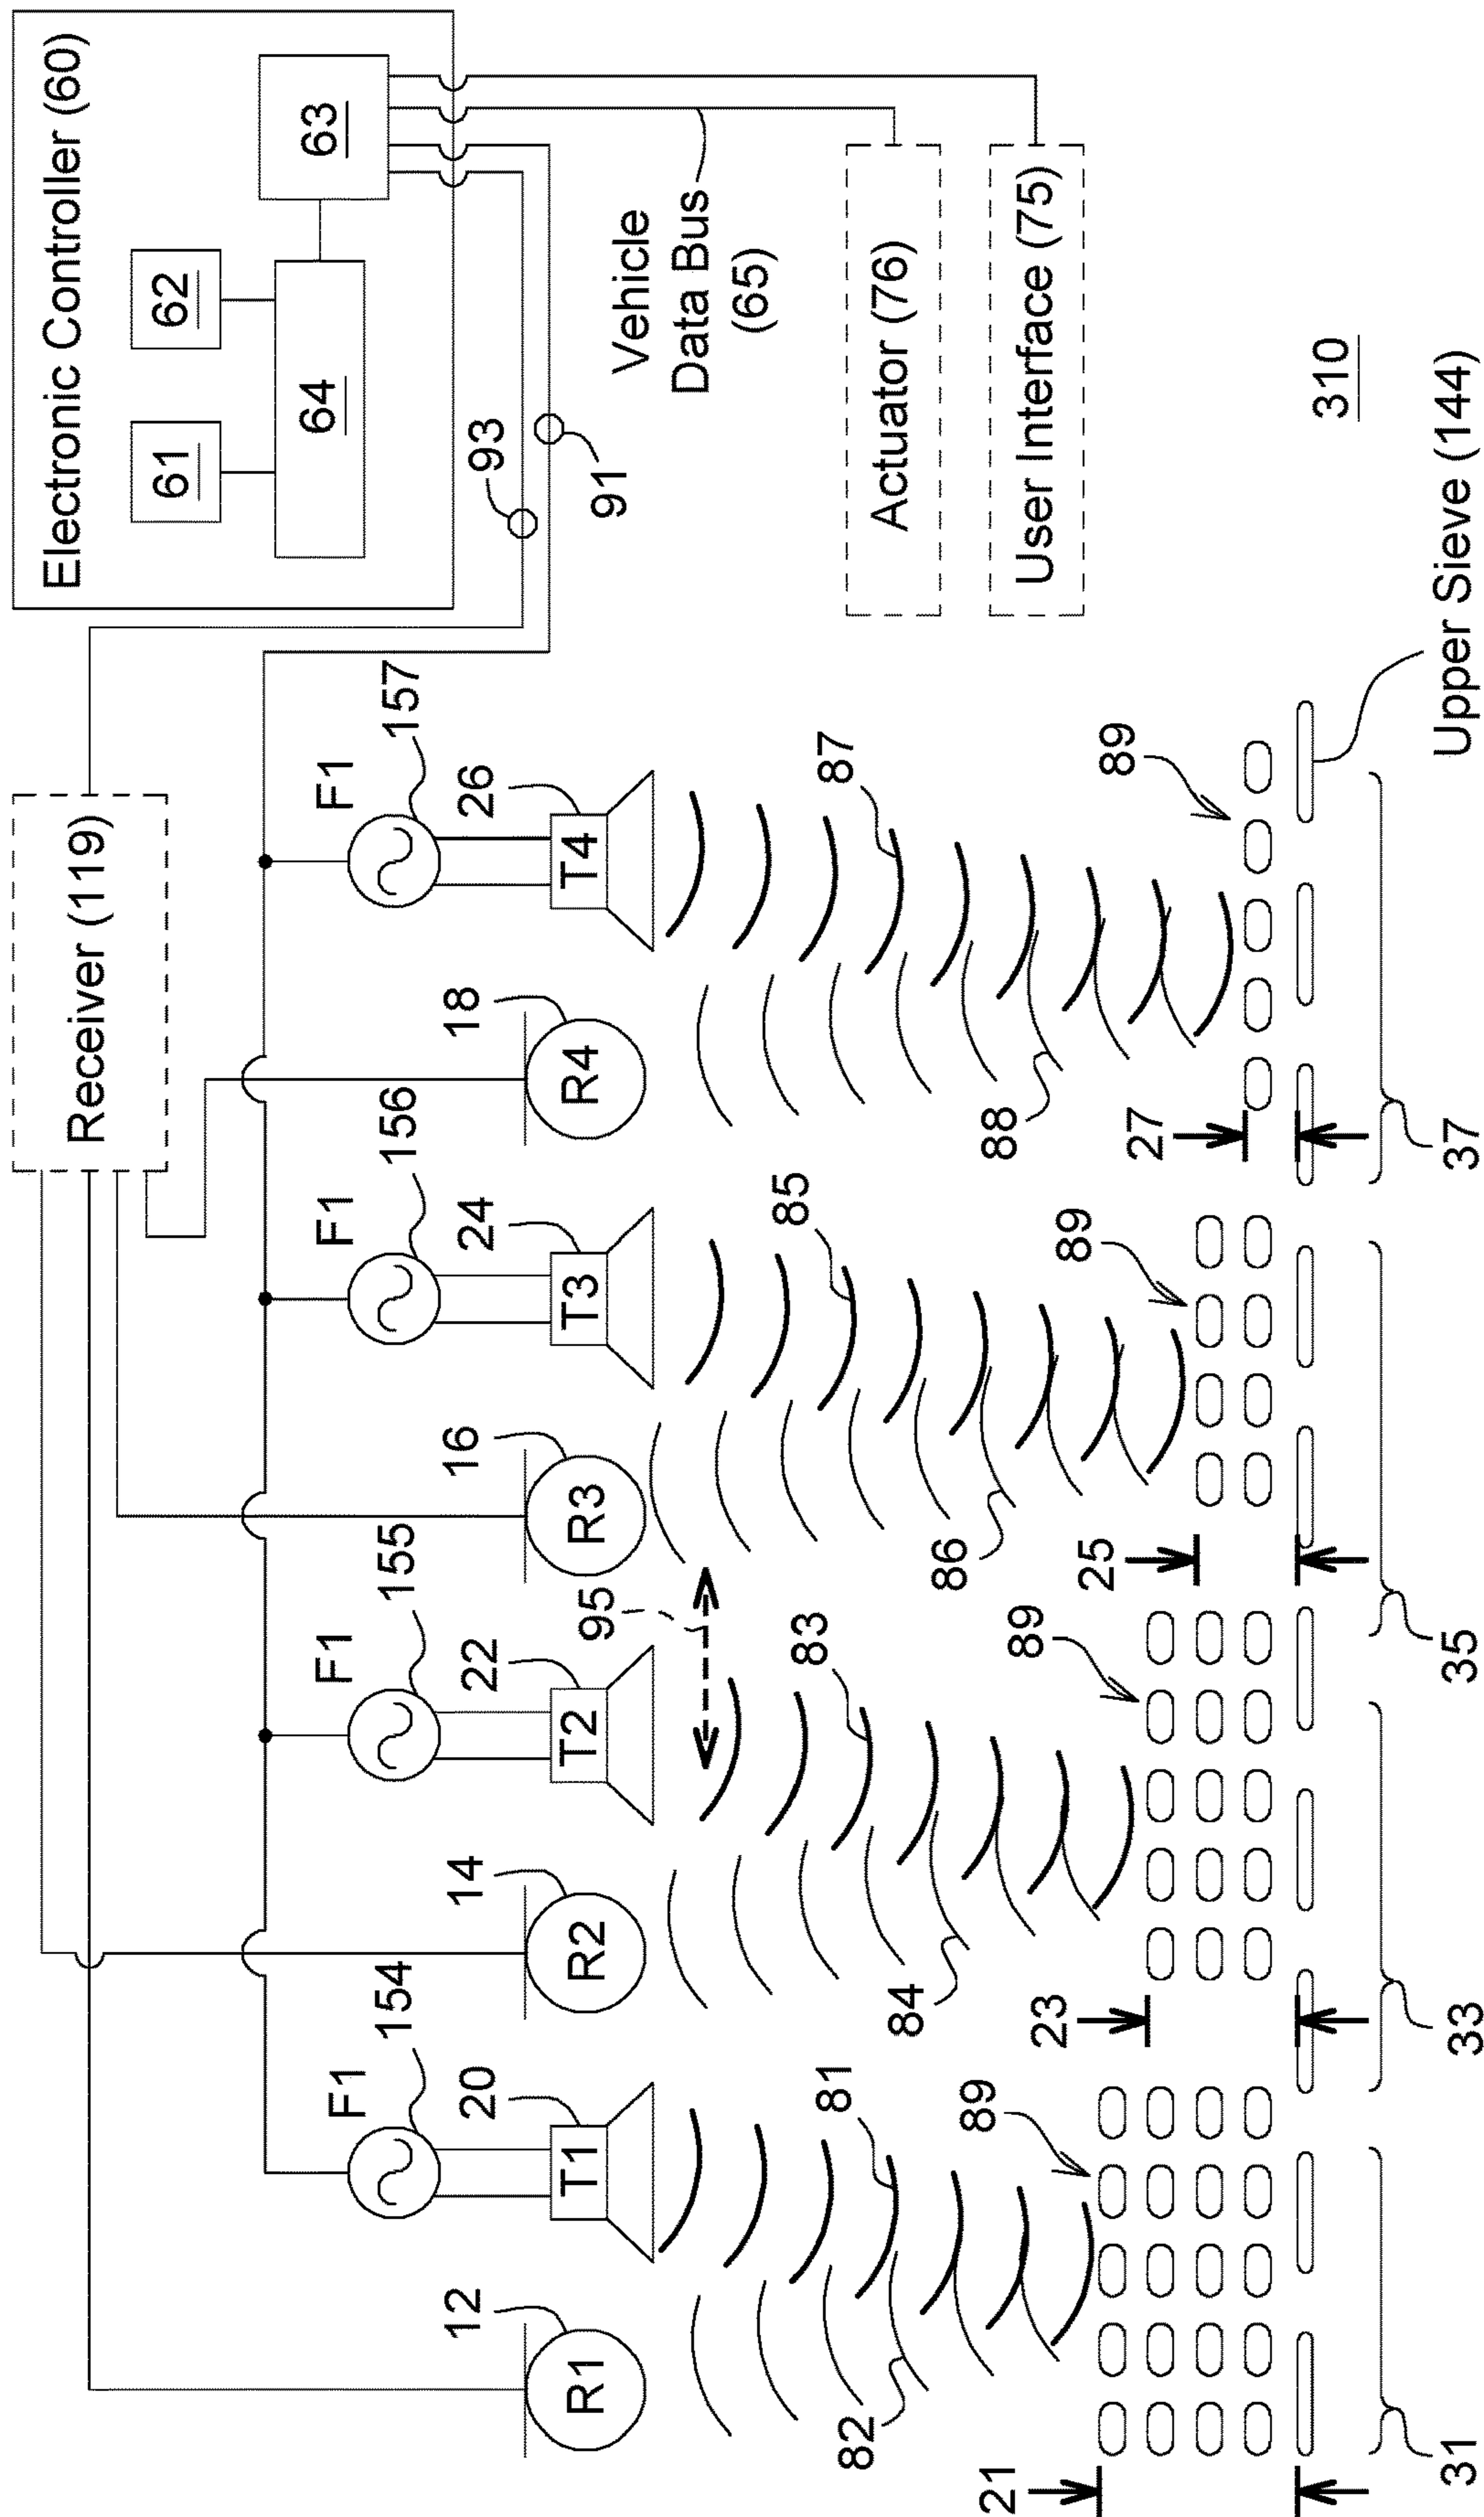 Electronic Controller (60)
61
62
63
64
Receiver (119)
93
91
Vehicle
Data Bus
(65)
Actuator (76)
User Interface (75)
310
Upper Sieve (144)
F1
154
F1
155
F1
156
F1
157
12
R1
20
T1
14
R2
22
T2
16
R3
24
T3
18
R4
26
T4
95
82
81
84
83
86
85
88
87
89
89
89
89
21
23
25
27
31
33
35
37